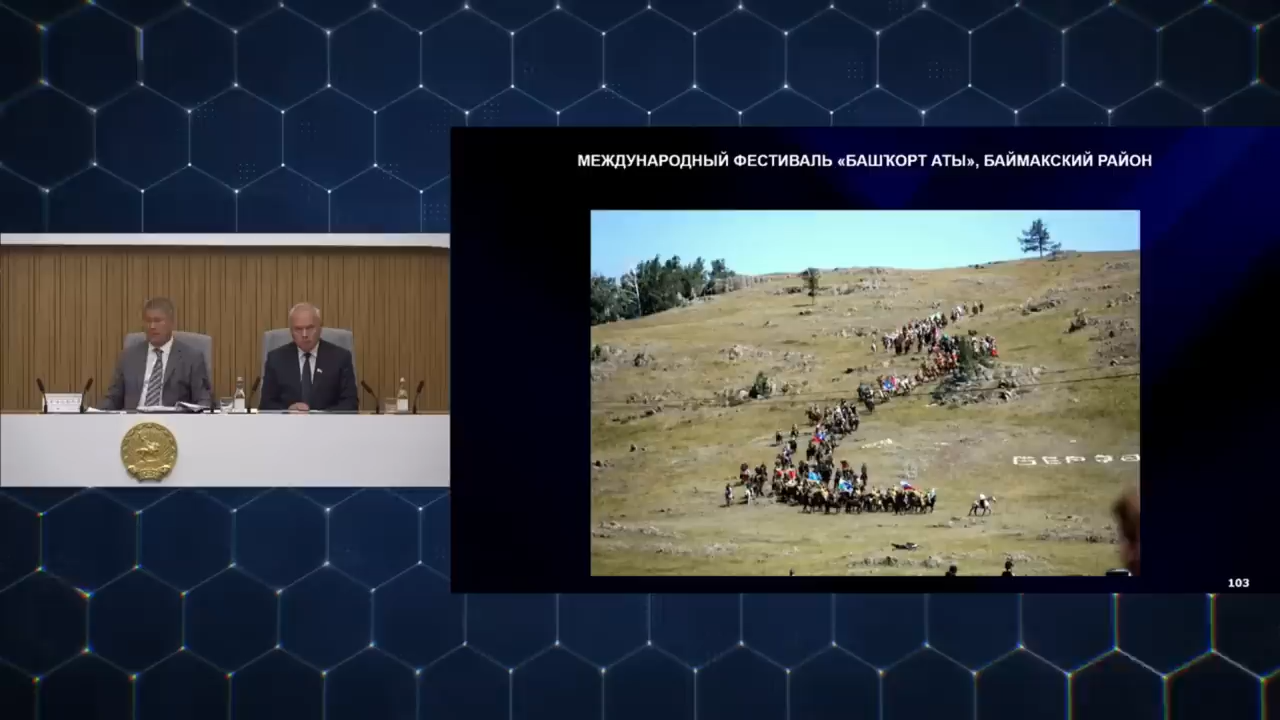 МЕЖДУНАРОДНЫЙ ФЕСТИВАЛЬ «БАШҠОРТ АТЫ», БАЙМАКСКИЙ РАЙОН
103